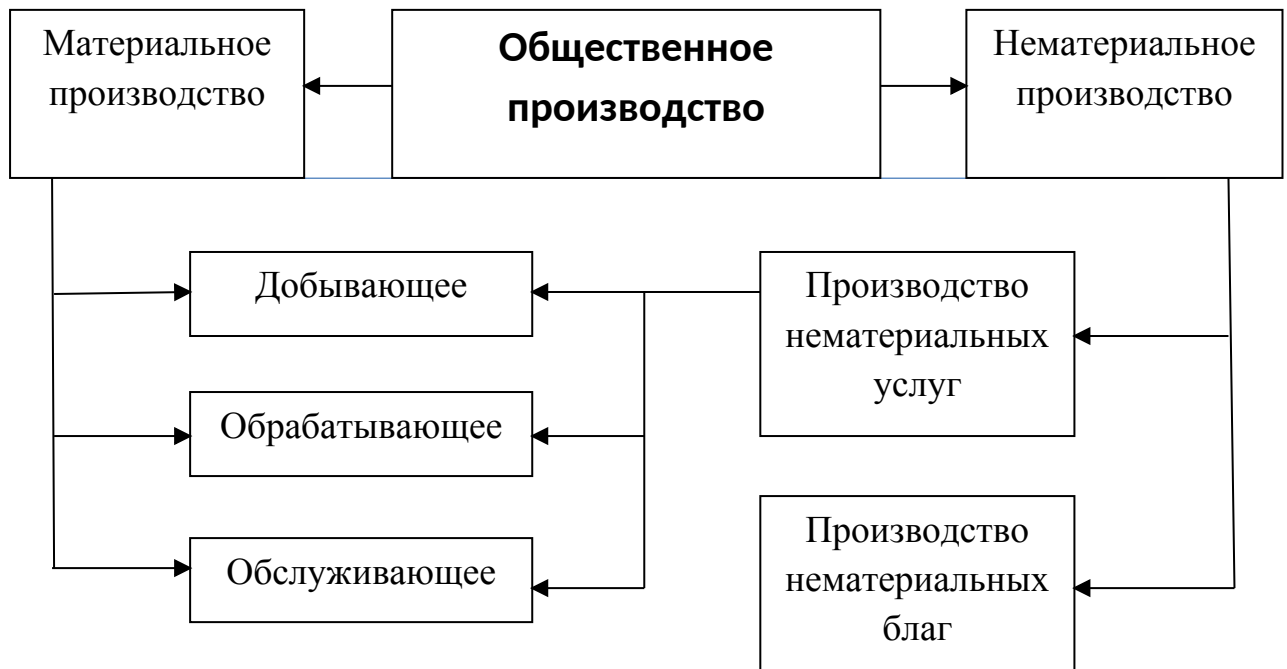 Материальное
производство
Общественное
производство
Нематериальное
производство
Добывающее
Обрабатывающее
Обслуживающее
Производство
нематериальных
услуг
Производство
нематериальных
благ